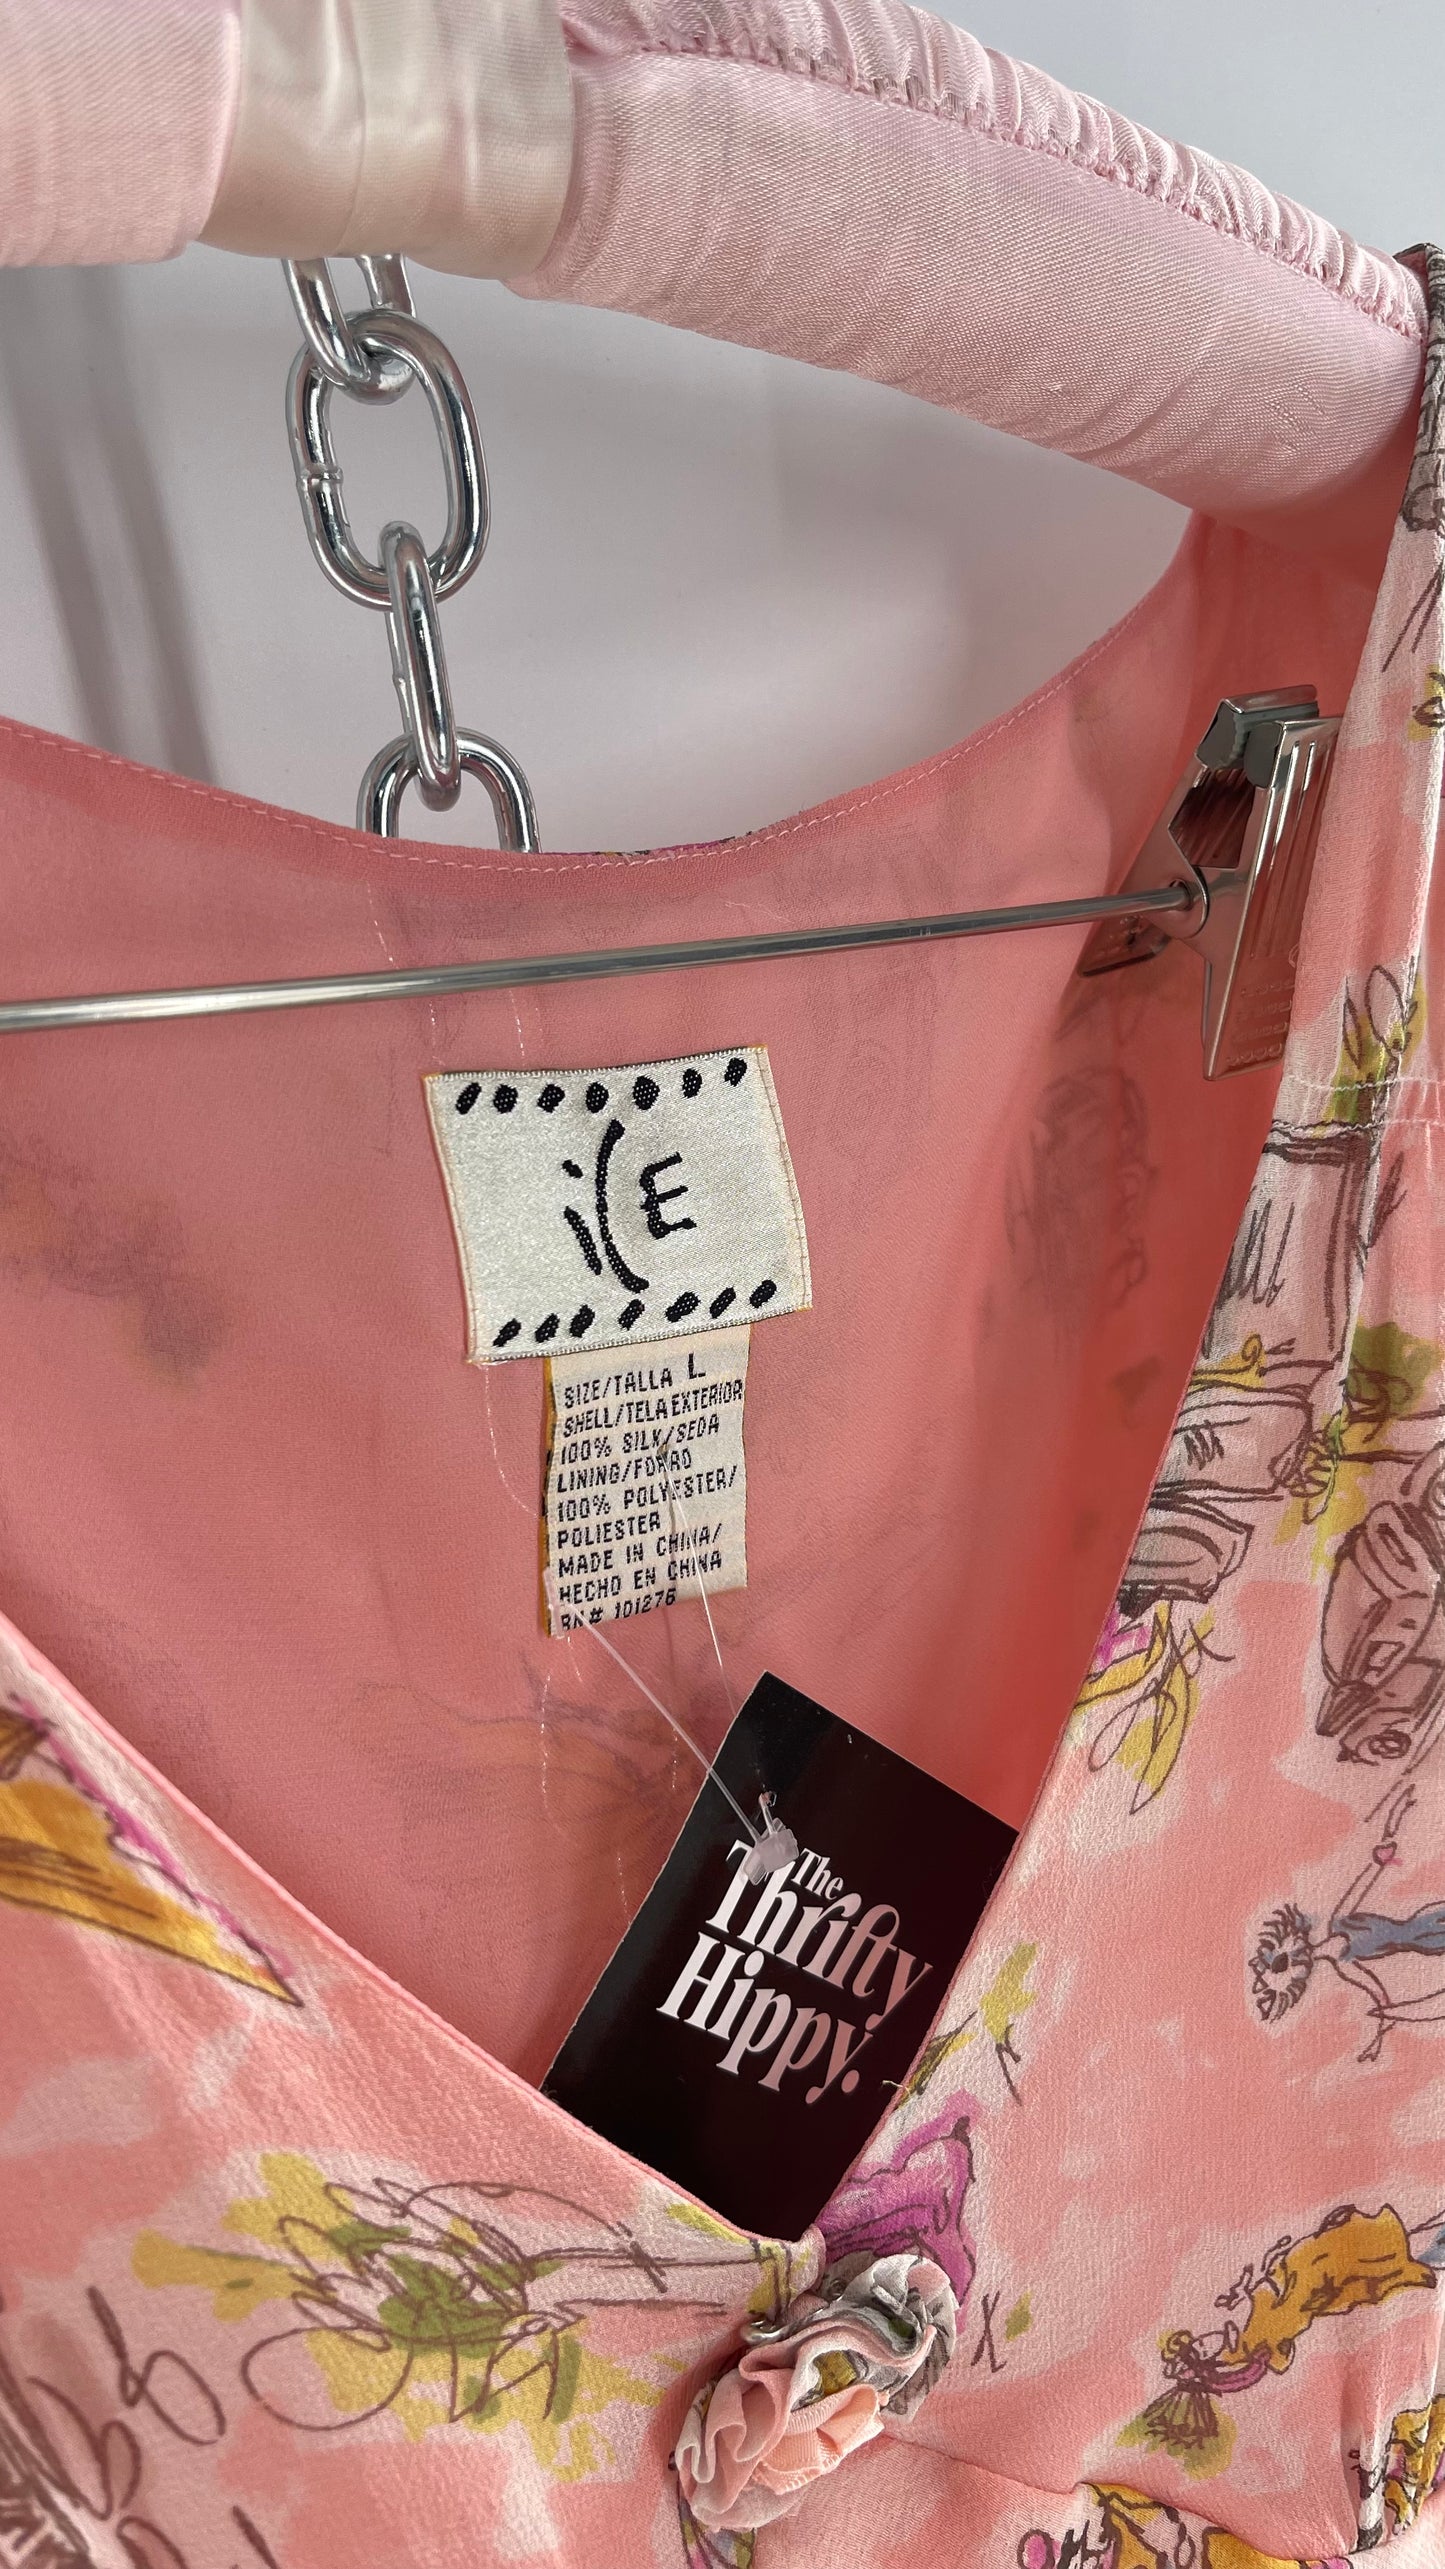 iCE
SIZE/TALLA L
SHELL/TELA EXTERIOR
100% SILK/SEDA
LINING/FORRO
100% POLYESTER/
POLIESTER
MADE IN CHINA/
HECHO EN CHINA
RN# 101276
The
Thrifty
Hippy.